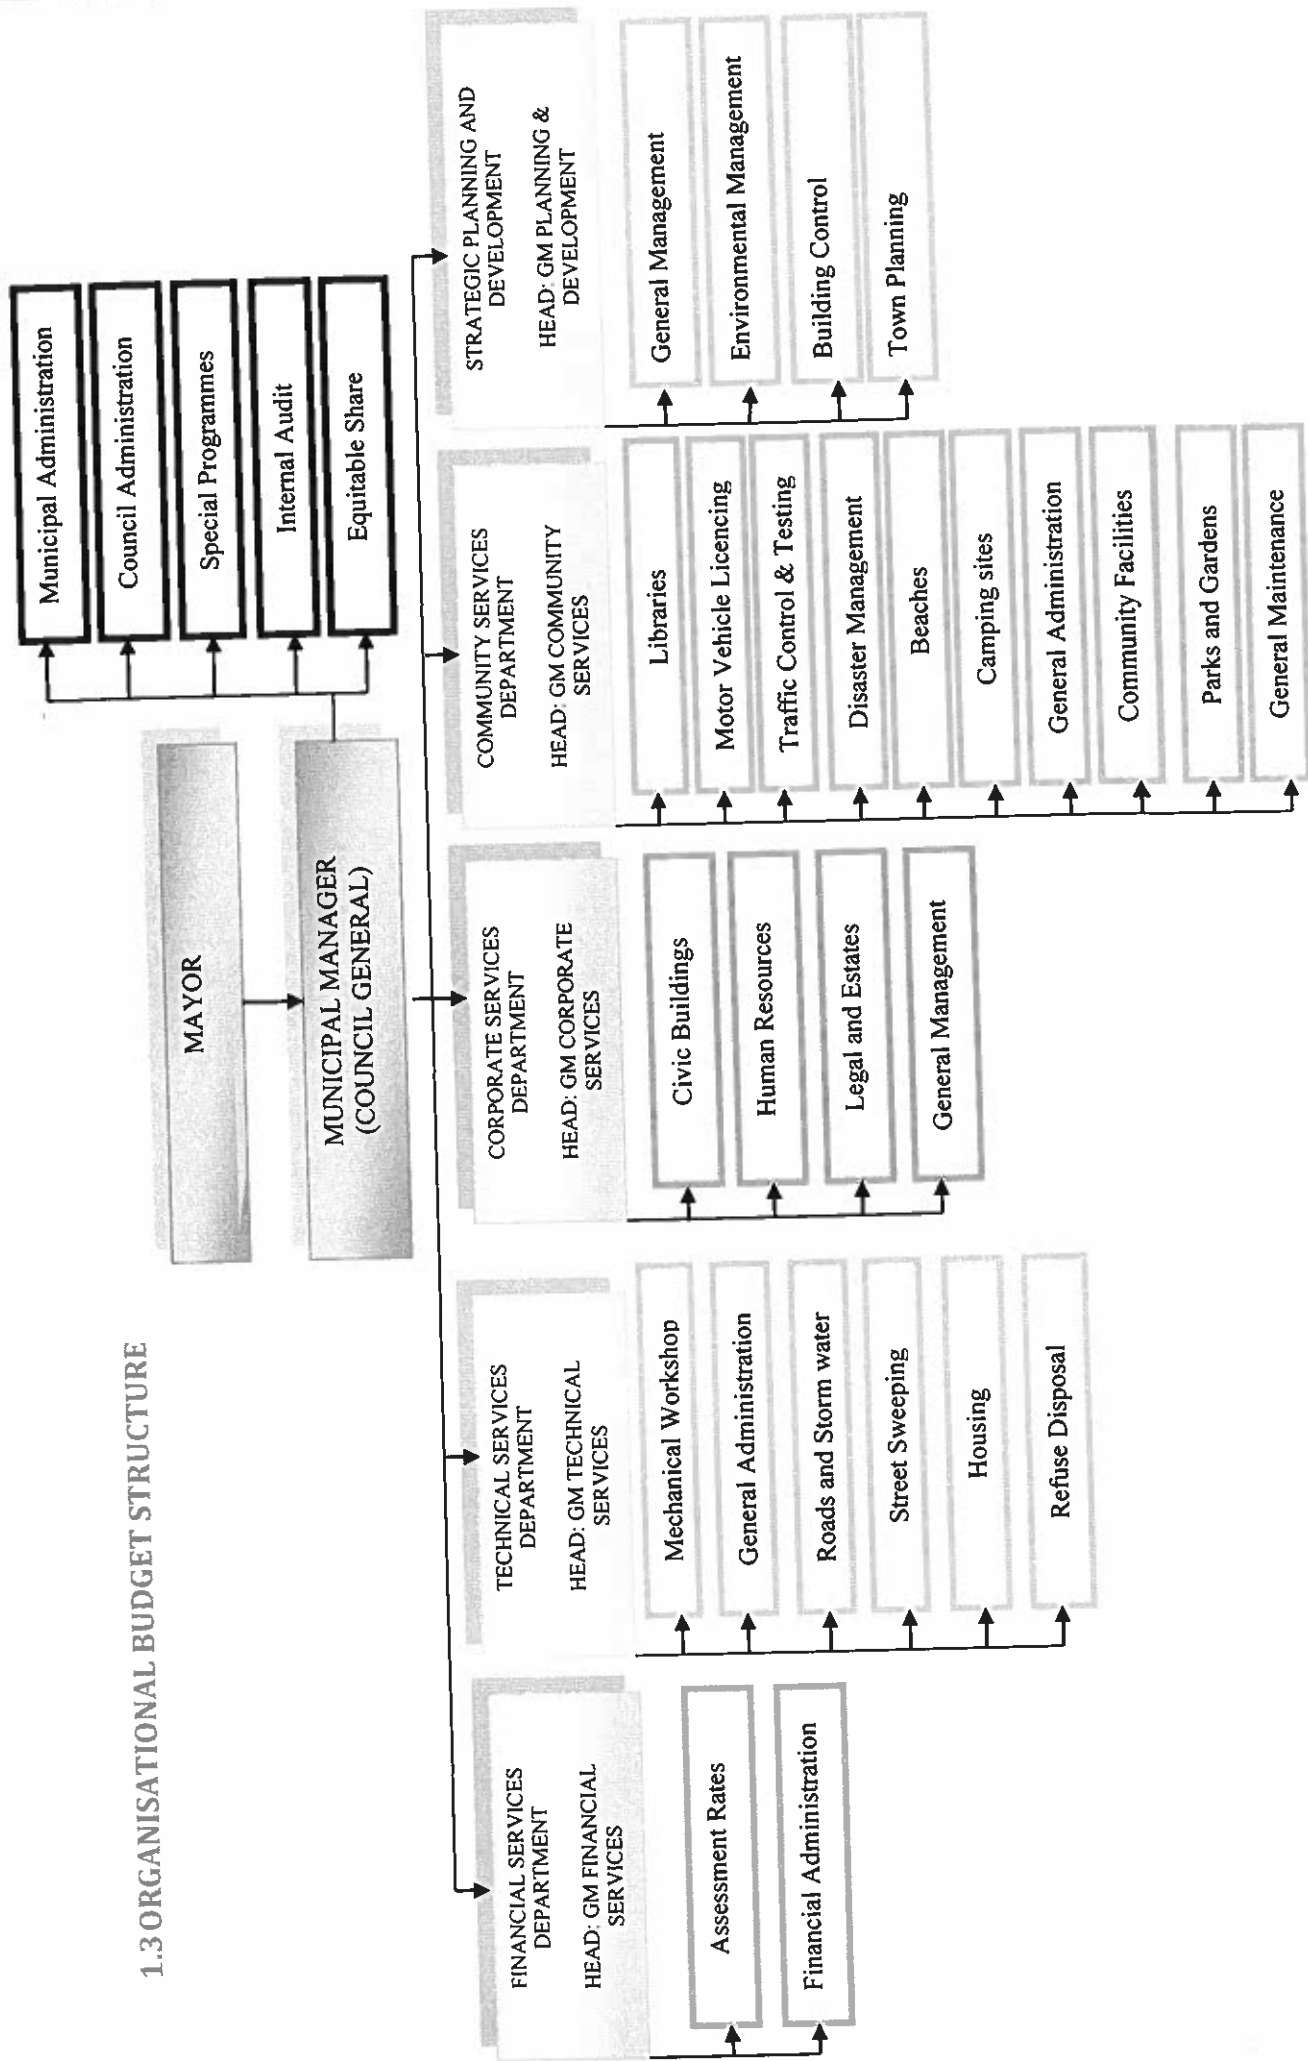 1.3 ORGANISATIONAL BUDGET STRUCTURE
MAYOR
MUNICIPAL MANAGER
(COUNCIL GENERAL)
Municipal Administration
Council Administration
Special Programmes
Internal Audit
Equitable Share
FINANCIAL SERVICES
DEPARTMENT
HEAD: GM FINANCIAL
SERVICES
Assessment Rates
Financial Administration
TECHNICAL SERVICES
DEPARTMENT
HEAD: GM TECHNICAL
SERVICES
Mechanical Workshop
General Administration
Roads and Storm water
Street Sweeping
Housing
Refuse Disposal
CORPORATE SERVICES
DEPARTMENT
HEAD: GM CORPORATE
SERVICES
Civic Buildings
Human Resources
Legal and Estates
General Management
COMMUNITY SERVICES
DEPARTMENT
HEAD: GM COMMUNITY
SERVICES
Libraries
Motor Vehicle Licencing
Traffic Control & Testing
Disaster Management
Beaches
Camping sites
General Administration
Community Facilities
Parks and Gardens
General Maintenance
STRATEGIC PLANNING AND
DEVELOPMENT
HEAD: GM PLANNING &
DEVELOPMENT
General Management
Environmental Management
Building Control
Town Planning